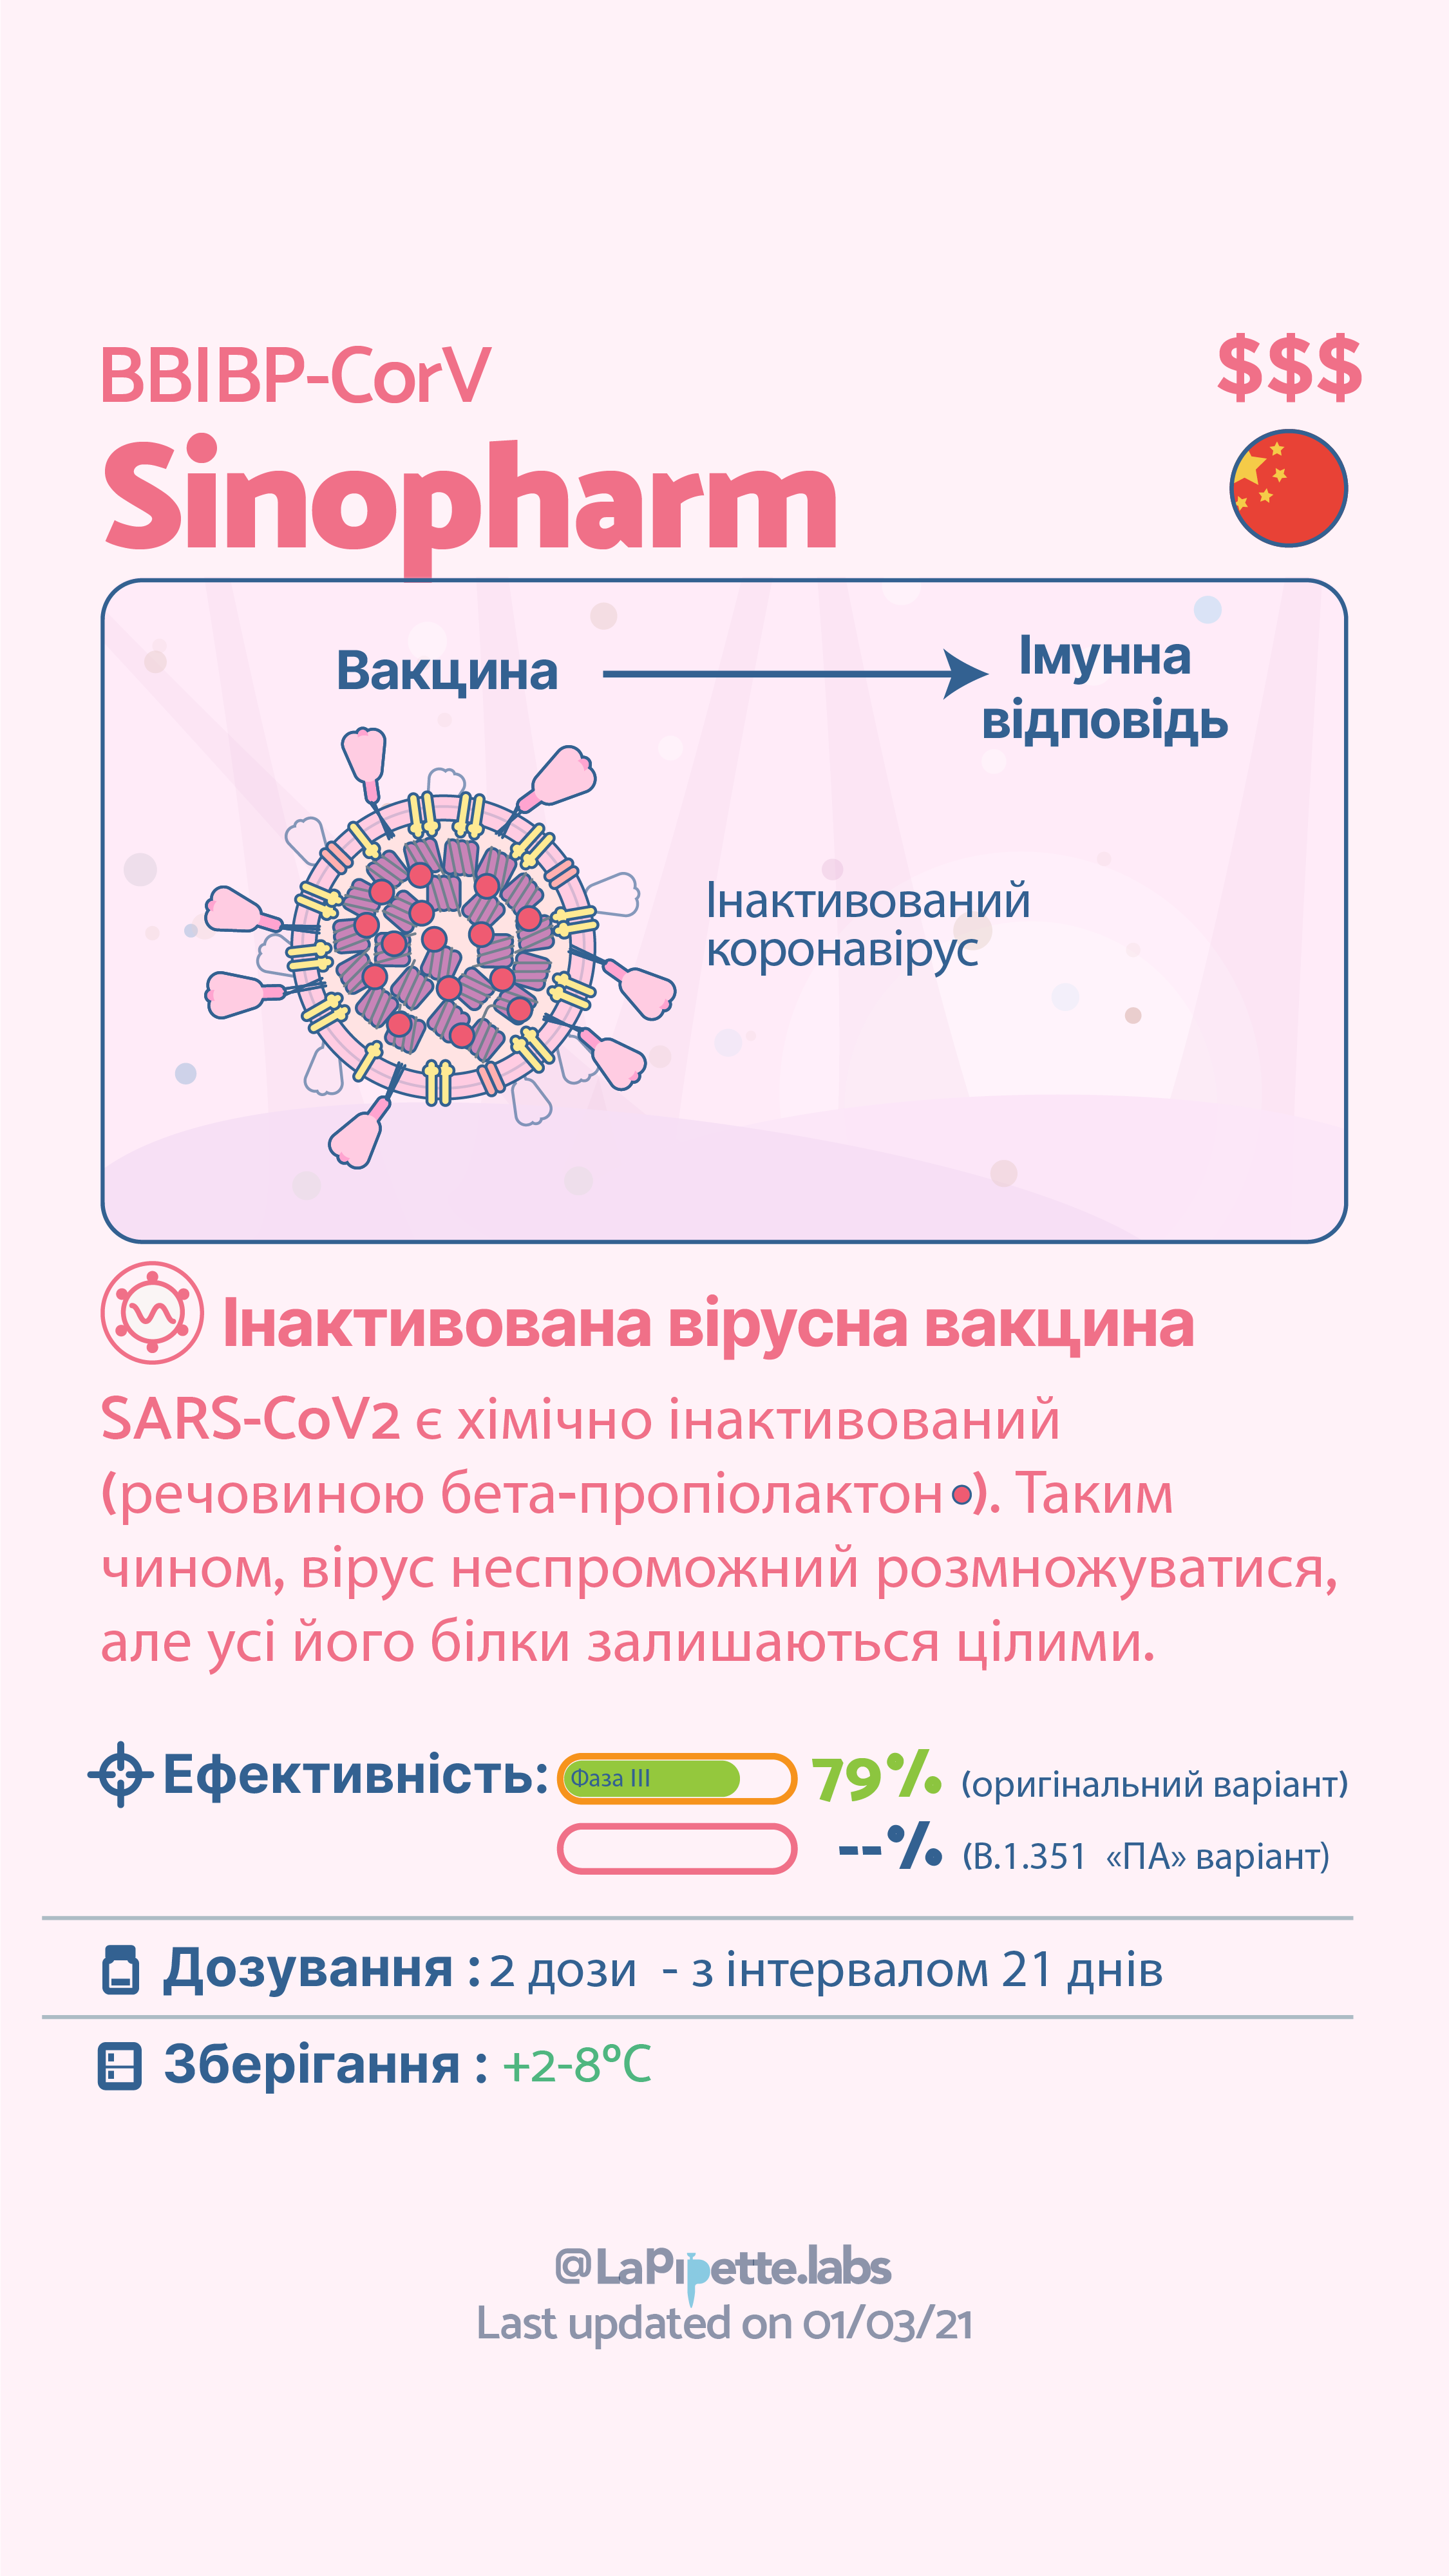 BBIBP-CorV
$$$
Sinopharm
Вакцина
Імунна
відповідь
Інактивований
коронавірус
Інактивована вірусна вакцина
SARS-CoV2 є хімічно інактивований
(речовиною бета-пропіолактон ). Таким
чином, вірус неспроможний розмножуватися,
але усі його білки залишаються цілими.
Ефективність: Фаза III 79% (оригінальний варіант)
--% (B.1.351 «ПА» варіант)
Дозування : 2 дози - з інтервалом 21 днів
Зберігання : +2-8°C
@LaPipette.labs
Last updated on 01/03/21